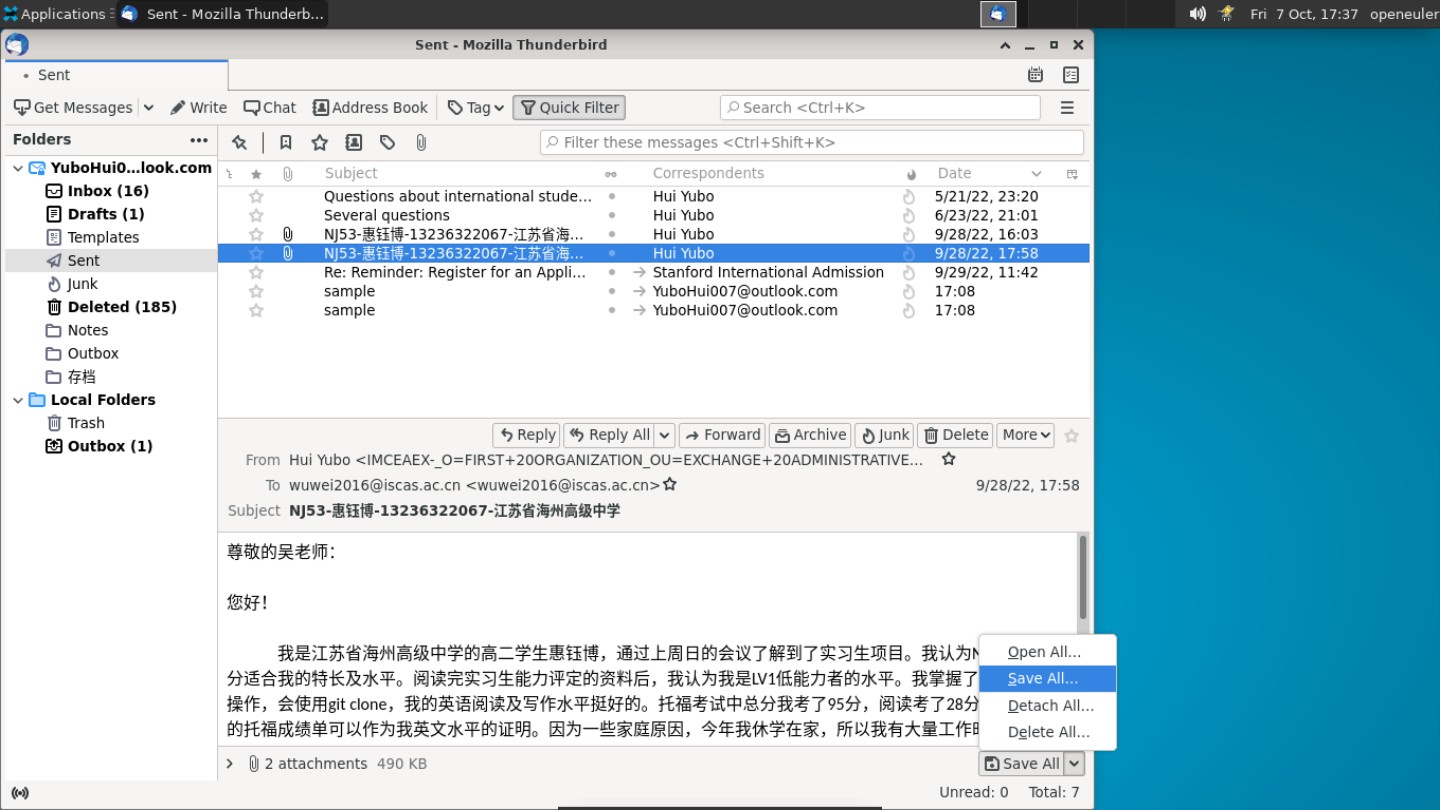 Applications
Sent - Mozilla Thunderb...
Fri 7 Oct, 17:37 openeuler
Sent - Mozilla Thunderbird
Sent
Get Messages Write Chat Address Book Tag Quick Filter Search <Ctrl+K>
Folders
Filter these messages <Ctrl+Shift+K>
YuboHui0...look.com
Inbox (16)
Drafts (1)
Templates
Sent
Junk
Deleted (185)
Notes
Outbox
存档
Local Folders
Trash
Outbox (1)
Subject Correspondents Date
Questions about international stude... Hui Yubo 5/21/22, 23:20
Several questions Hui Yubo 6/23/22, 21:01
NJ53-惠钰博-13236322067-江苏省海... Hui Yubo 9/28/22, 16:03
NJ53-惠钰博-13236322067-江苏省海... Hui Yubo 9/28/22, 17:58
Re: Reminder: Register for an Appli... Stanford International Admission 9/29/22, 11:42
sample YuboHui007@outlook.com 17:08
sample YuboHui007@outlook.com 17:08
Reply Reply All Forward Archive Junk Delete More
From Hui Yubo <IMCEAEX-_O=FIRST+20ORGANIZATION_OU=EXCHANGE+20ADMINISTRATIVE...
To wuwei2016@iscas.ac.cn <wuwei2016@iscas.ac.cn> 9/28/22, 17:58
Subject NJ53-惠钰博-13236322067-江苏省海州高级中学
尊敬的吴老师：
您好！
我是江苏省海州高级中学的高二学生惠钰博，通过上周日的会议了解到了实习生项目。我认为
分适合我的特长及水平。阅读完实习生能力评定的资料后，我认为我是LV1低能力者的水平。我掌握了
操作，会使用git clone，我的英语阅读及写作水平挺好的。托福考试中总分我考了95分，阅读考了28分
的托福成绩单可以作为我英文水平的证明。因为一些家庭原因，今年我休学在家，所以我有大量工作
Open All...
Save All...
Detach All...
Delete All...
2 attachments 490 KB Save All
Unread: 0 Total: 7